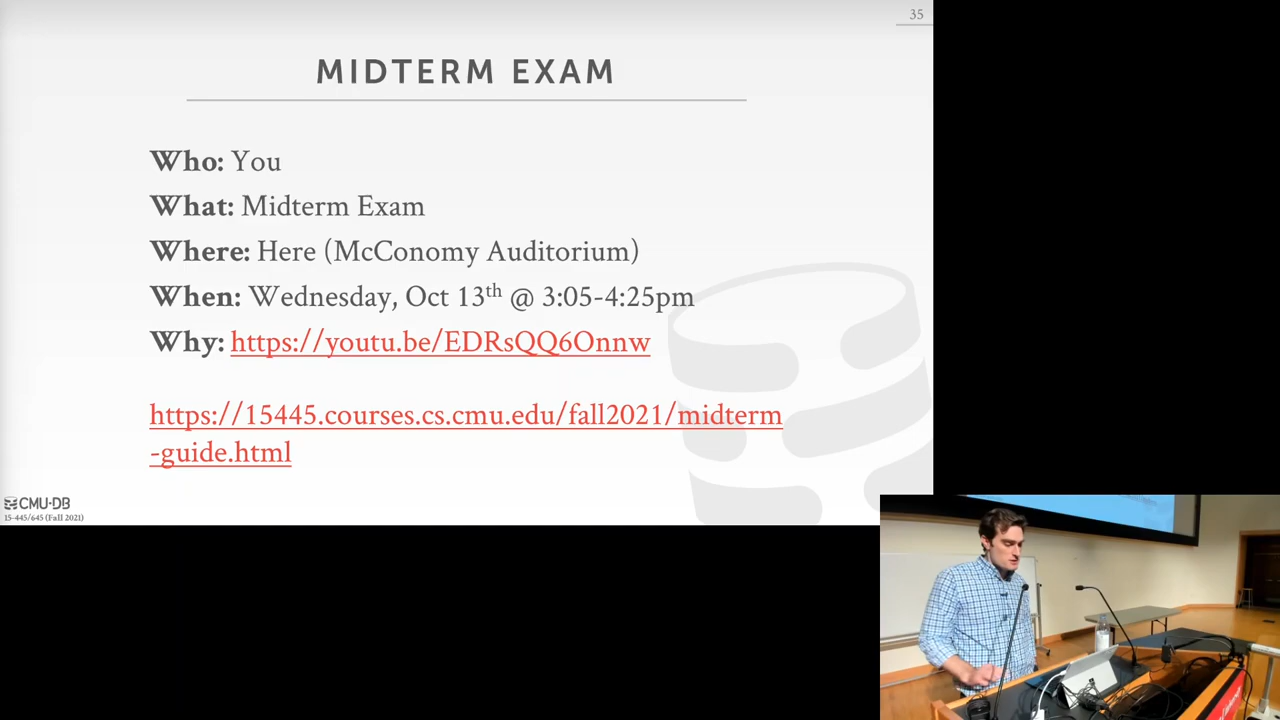 35
MIDTERM EXAM
Who: You
What: Midterm Exam
Where: Here (McConomy Auditorium)
When: Wednesday, Oct 13th @ 3:05-4:25pm
Why: https://youtu.be/EDRsQQ6Onnw
https://15445.courses.cs.cmu.edu/fall2021/midterm
-guide.html
CMU·DB
15-445/645 (Fall 2021)